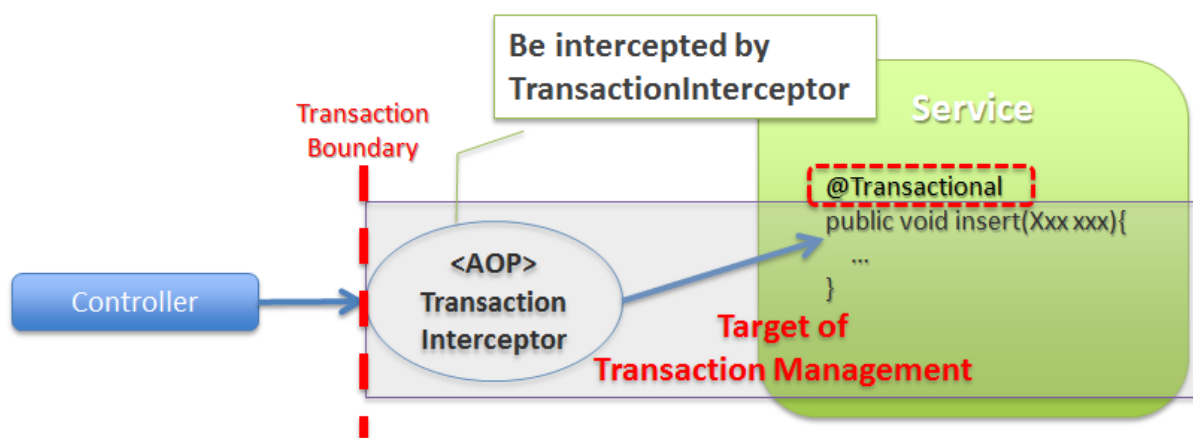 Be intercepted by
TransactionInterceptor
Service
Transaction
Boundary
@Transactional
public void insert(Xxx xxx){
...
}
<AOP>
Transaction
Interceptor
Controller
Target of
Transaction Management